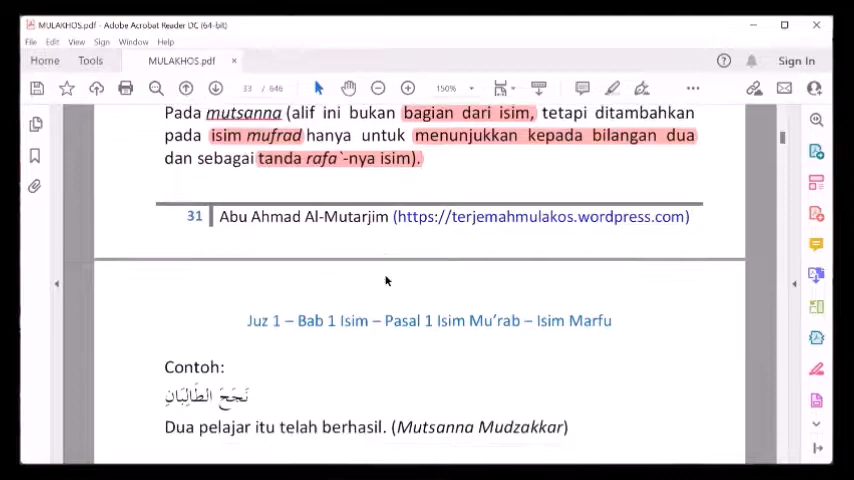 MULAKHOS.pdf - Adobe Acrobat Reader DC (64-bit)
File Edit View Sign Window Help
Home Tools MULAKHOS.pdf × Sign In
33 / 646 150%
Pada mutsanna (alif ini bukan bagian dari isim, tetapi ditambahkan
pada isim mufrad hanya untuk menunjukkan kepada bilangan dua
dan sebagai tanda rafa`-nya isim).
31 Abu Ahmad Al-Mutarjim (https://terjemahmulakos.wordpress.com)
Juz 1 – Bab 1 Isim – Pasal 1 Isim Mu'rab – Isim Marfu
Contoh:
نَجَحَ الطَّالِبَانِ
Dua pelajar itu telah berhasil. (Mutsanna Mudzakkar)